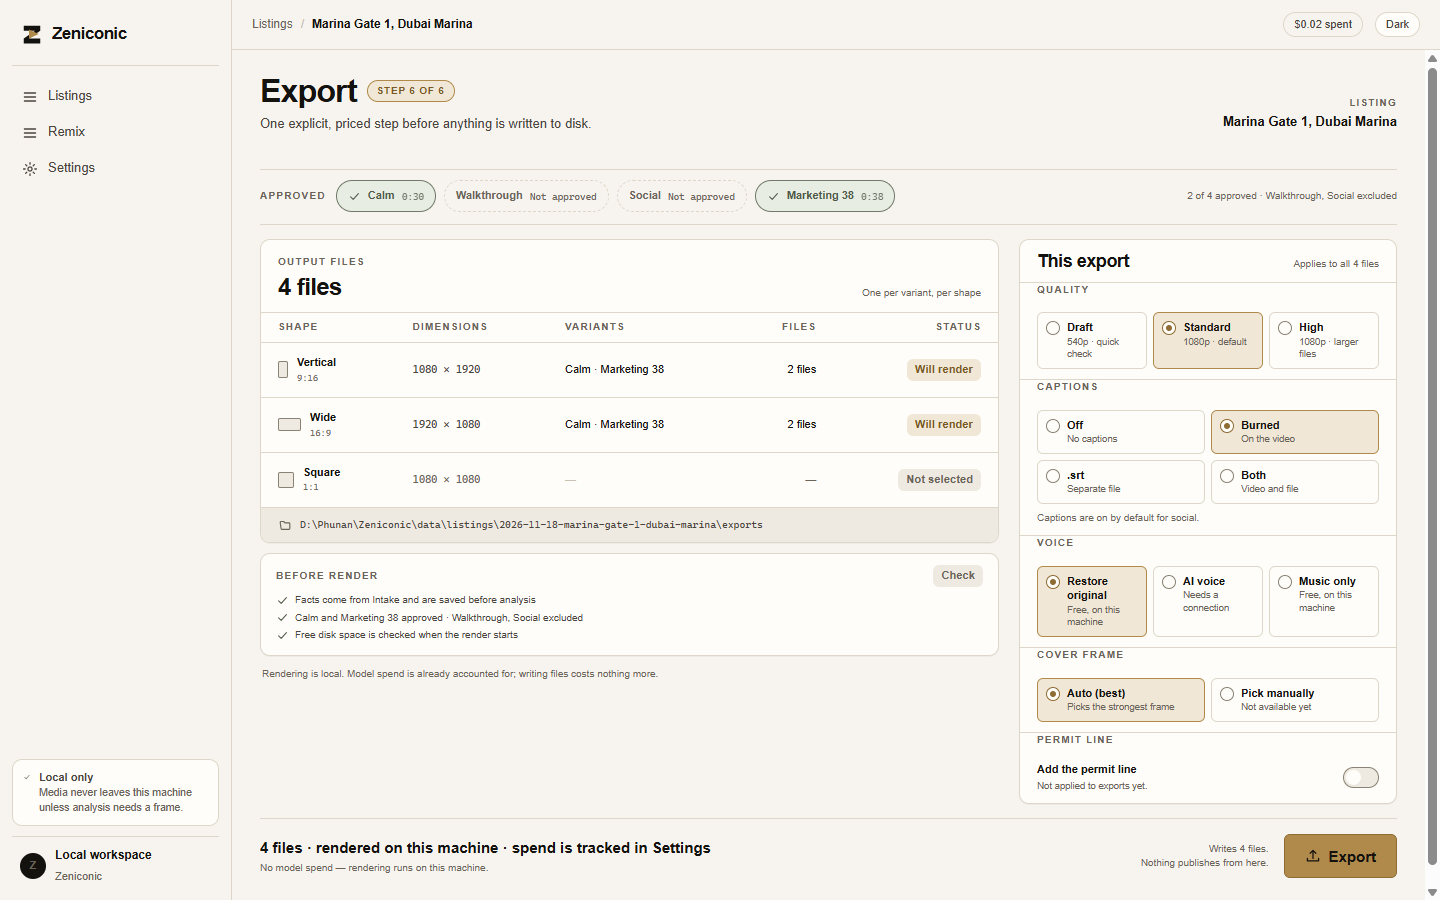 Zeniconic
Listings
Remix
Settings
Local only
Media never leaves this machine
unless analysis needs a frame.
Z
Local workspace
Zeniconic
Listings / Marina Gate 1, Dubai Marina
$0.02 spent
Dark
Export
STEP 6 OF 6
One explicit, priced step before anything is written to disk.
LISTING
Marina Gate 1, Dubai Marina
APPROVED
Calm 0:30
Walkthrough Not approved
Social Not approved
Marketing 38 0:38
2 of 4 approved · Walkthrough, Social excluded
OUTPUT FILES
4 files
One per variant, per shape
SHAPE DIMENSIONS VARIANTS FILES STATUS
Vertical
9:16
1080 × 1920
Calm · Marketing 38
2 files
Will render
Wide
16:9
1920 × 1080
Calm · Marketing 38
2 files
Will render
Square
1:1
1080 × 1080
—
—
Not selected
D:\Phunan\Zeniconic\data\listings\2026-11-18-marina-gate-1-dubai-marina\exports
BEFORE RENDER
Check
Facts come from Intake and are saved before analysis
Calm and Marketing 38 approved · Walkthrough, Social excluded
Free disk space is checked when the render starts
Rendering is local. Model spend is already accounted for; writing files costs nothing more.
This export
Applies to all 4 files
QUALITY
Draft
540p · quick
check
Standard
1080p · default
High
1080p · larger
files
CAPTIONS
Off
No captions
Burned
On the video
.srt
Separate file
Both
Video and file
Captions are on by default for social.
VOICE
Restore
original
Free, on this
machine
AI voice
Needs a
connection
Music only
Free, on this
machine
COVER FRAME
Auto (best)
Picks the strongest frame
Pick manually
Not available yet
PERMIT LINE
Add the permit line
Not applied to exports yet.
4 files · rendered on this machine · spend is tracked in Settings
No model spend — rendering runs on this machine.
Writes 4 files.
Nothing publishes from here.
Export